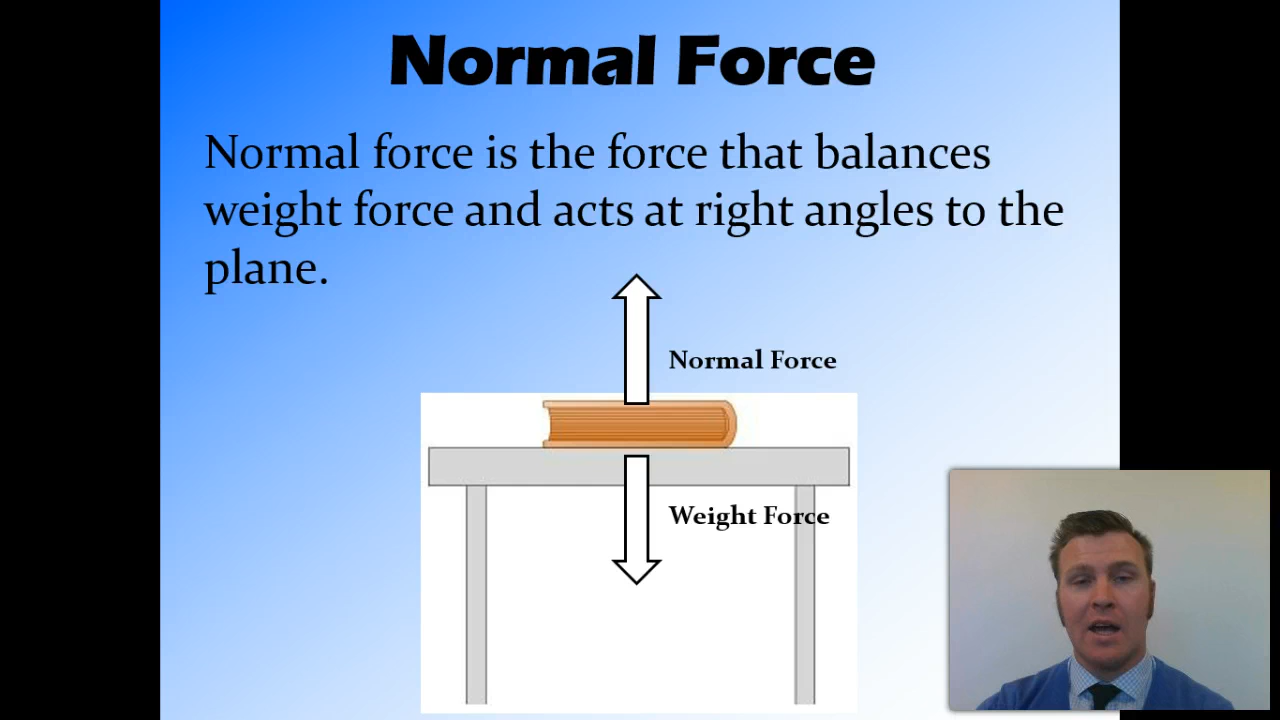 Normal Force
Normal force is the force that balances
weight force and acts at right angles to the
plane.
Normal Force
Weight Force